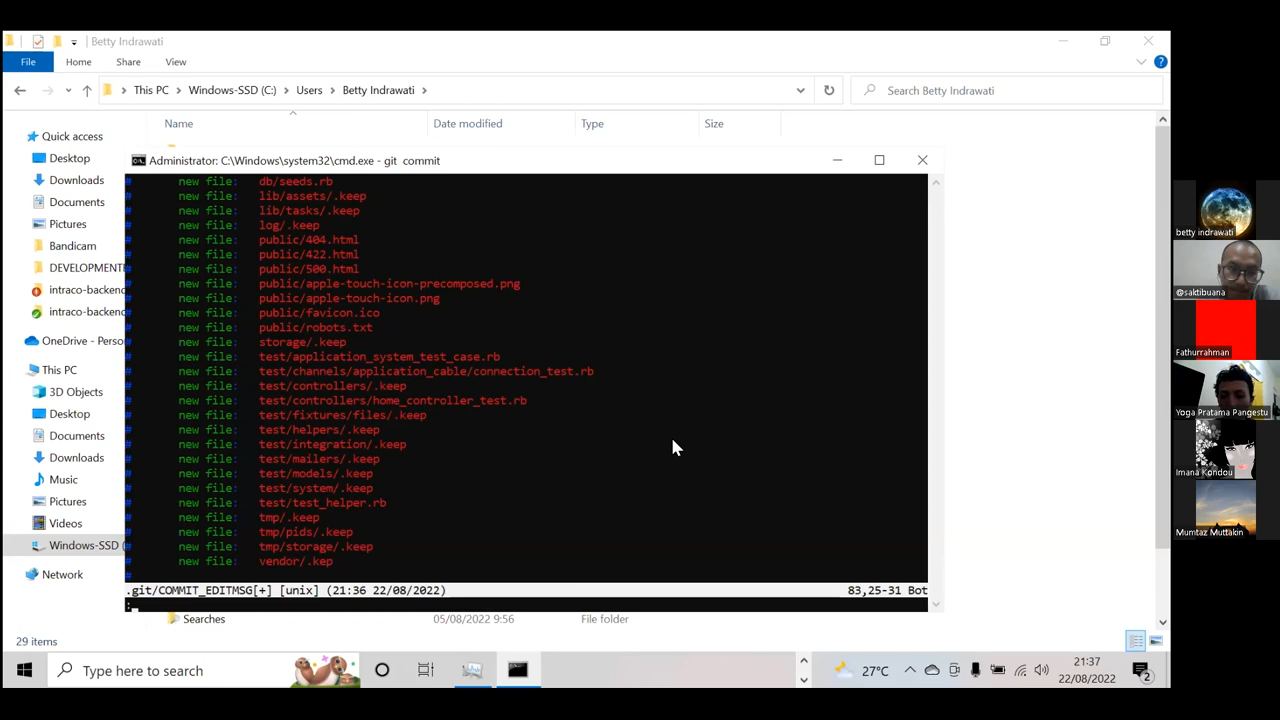 Betty Indrawati
File
Home
Share
View
This PC
Windows-SSD (C:)
Users
Betty Indrawati
Search Betty Indrawati
Name
Date modified
Type
Size
Quick access
Desktop
Downloads
Documents
Pictures
Bandicam
DEVELOPMENTF
intraco-backeno
intraco-backeno
OneDrive - Person
This PC
3D Objects
Desktop
Documents
Downloads
Music
Pictures
Videos
Windows-SSD (
Network
Administrator: C:\Windows\system32\cmd.exe - git commit
# new file: db/seeds.rb
# new file: lib/assets/.keep
# new file: lib/tasks/.keep
# new file: log/.keep
# new file: public/404.html
# new file: public/422.html
# new file: public/500.html
# new file: public/apple-touch-icon-precomposed.png
# new file: public/apple-touch-icon.png
# new file: public/favicon.ico
# new file: public/robots.txt
# new file: storage/.keep
# new file: test/application_system_test_case.rb
# new file: test/channels/application_cable/connection_test.rb
# new file: test/controllers/.keep
# new file: test/controllers/home_controller_test.rb
# new file: test/fixtures/files/.keep
# new file: test/helpers/.keep
# new file: test/integration/.keep
# new file: test/mailers/.keep
# new file: test/models/.keep
# new file: test/system/.keep
# new file: test/test_helper.rb
# new file: tmp/.keep
# new file: tmp/pids/.keep
# new file: tmp/storage/.keep
# new file: vendor/.kep
#
.git/COMMIT_EDITMSG[+] [unix] (21:36 22/08/2022) 83,25-31 Bot
:
Searches 05/08/2022 9:56 File folder
29 items
Type here to search
27°C
21:37
22/08/2022
2
betty indrawati
@saktibuana
Fathurrahman
Yoga Pratama Pangestu
Imana Kondou
Mumtaz Muttakin